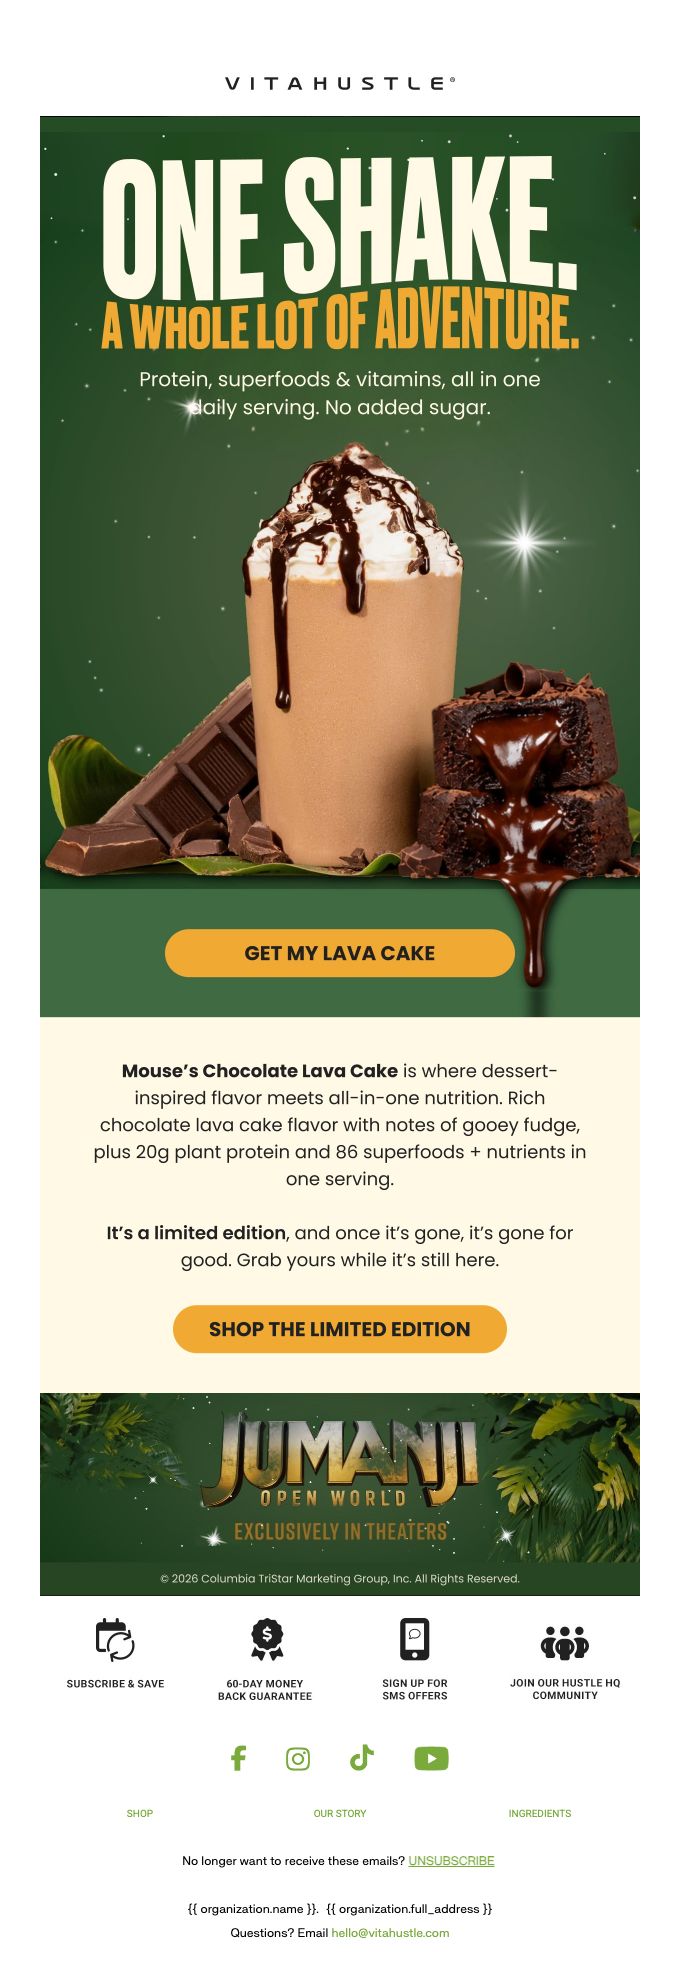 VITAHUSTLE®
ONE SHAKE.
A WHOLE LOT OF ADVENTURE.
Protein, superfoods & vitamins, all in one
daily serving. No added sugar.
GET MY LAVA CAKE
Mouse’s Chocolate Lava Cake is where dessert-
inspired flavor meets all-in-one nutrition. Rich
chocolate lava cake flavor with notes of gooey fudge,
plus 20g plant protein and 86 superfoods + nutrients in
one serving.
It’s a limited edition, and once it’s gone, it’s gone for
good. Grab yours while it’s still here.
SHOP THE LIMITED EDITION
JUMANJI
OPEN WORLD
EXCLUSIVELY IN THEATERS
© 2026 Columbia TriStar Marketing Group, Inc. All Rights Reserved.
SUBSCRIBE & SAVE
60-DAY MONEY
BACK GUARANTEE
SIGN UP FOR
SMS OFFERS
JOIN OUR HUSTLE HQ
COMMUNITY
SHOP
OUR STORY
INGREDIENTS
No longer want to receive these emails? UNSUBSCRIBE
{{ organization.name }}. {{ organization.full_address }}
Questions? Email hello@vitahustle.com